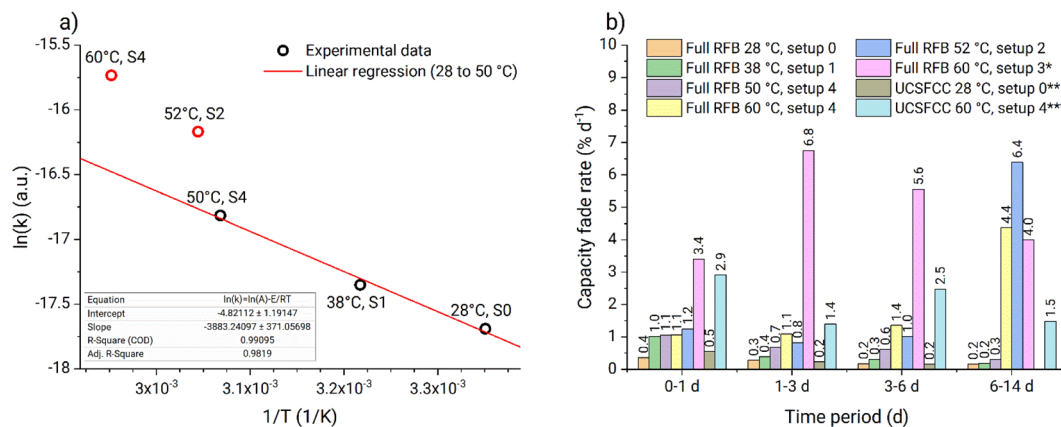 a)
-15.5
-16
-16.5
-17
-17.5
-18
ln(k) (a.u.)
60°C, S4
52°C, S2
50°C, S4
38°C, S1
28°C, S0
Experimental data
Linear regression (28 to 50 °C)
Equation ln(k)=ln(A)-E/RT
Intercept -4.82112 ± 1.19147
Slope -3883.24097 ± 371.05698
R-Square (COD) 0.99095
Adj. R-Square 0.9819
3×10⁻³ 3.1×10⁻³ 3.2×10⁻³ 3.3×10⁻³
1/T (1/K)
b)
10
9
8
7
6
5
4
3
2
1
0
Capacity fade rate (% d⁻¹)
Full RFB 28 °C, setup 0
Full RFB 38 °C, setup 1
Full RFB 50 °C, setup 4
Full RFB 60 °C, setup 4
Full RFB 52 °C, setup 2
Full RFB 60 °C, setup 3*
UCSFCC 28 °C, setup 0**
UCSFCC 60 °C, setup 4**
0.4 1.0 1.1 1.1 1.2 3.4 0.5 2.9
0.3 0.4 0.7 1.1 0.8 6.8 0.2 1.4
0.2 0.3 0.6 1.4 1.0 5.6 0.2 2.5
0.2 0.2 0.3 4.4 6.4 4.0 1.5
0-1 d 1-3 d 3-6 d 6-14 d
Time period (d)